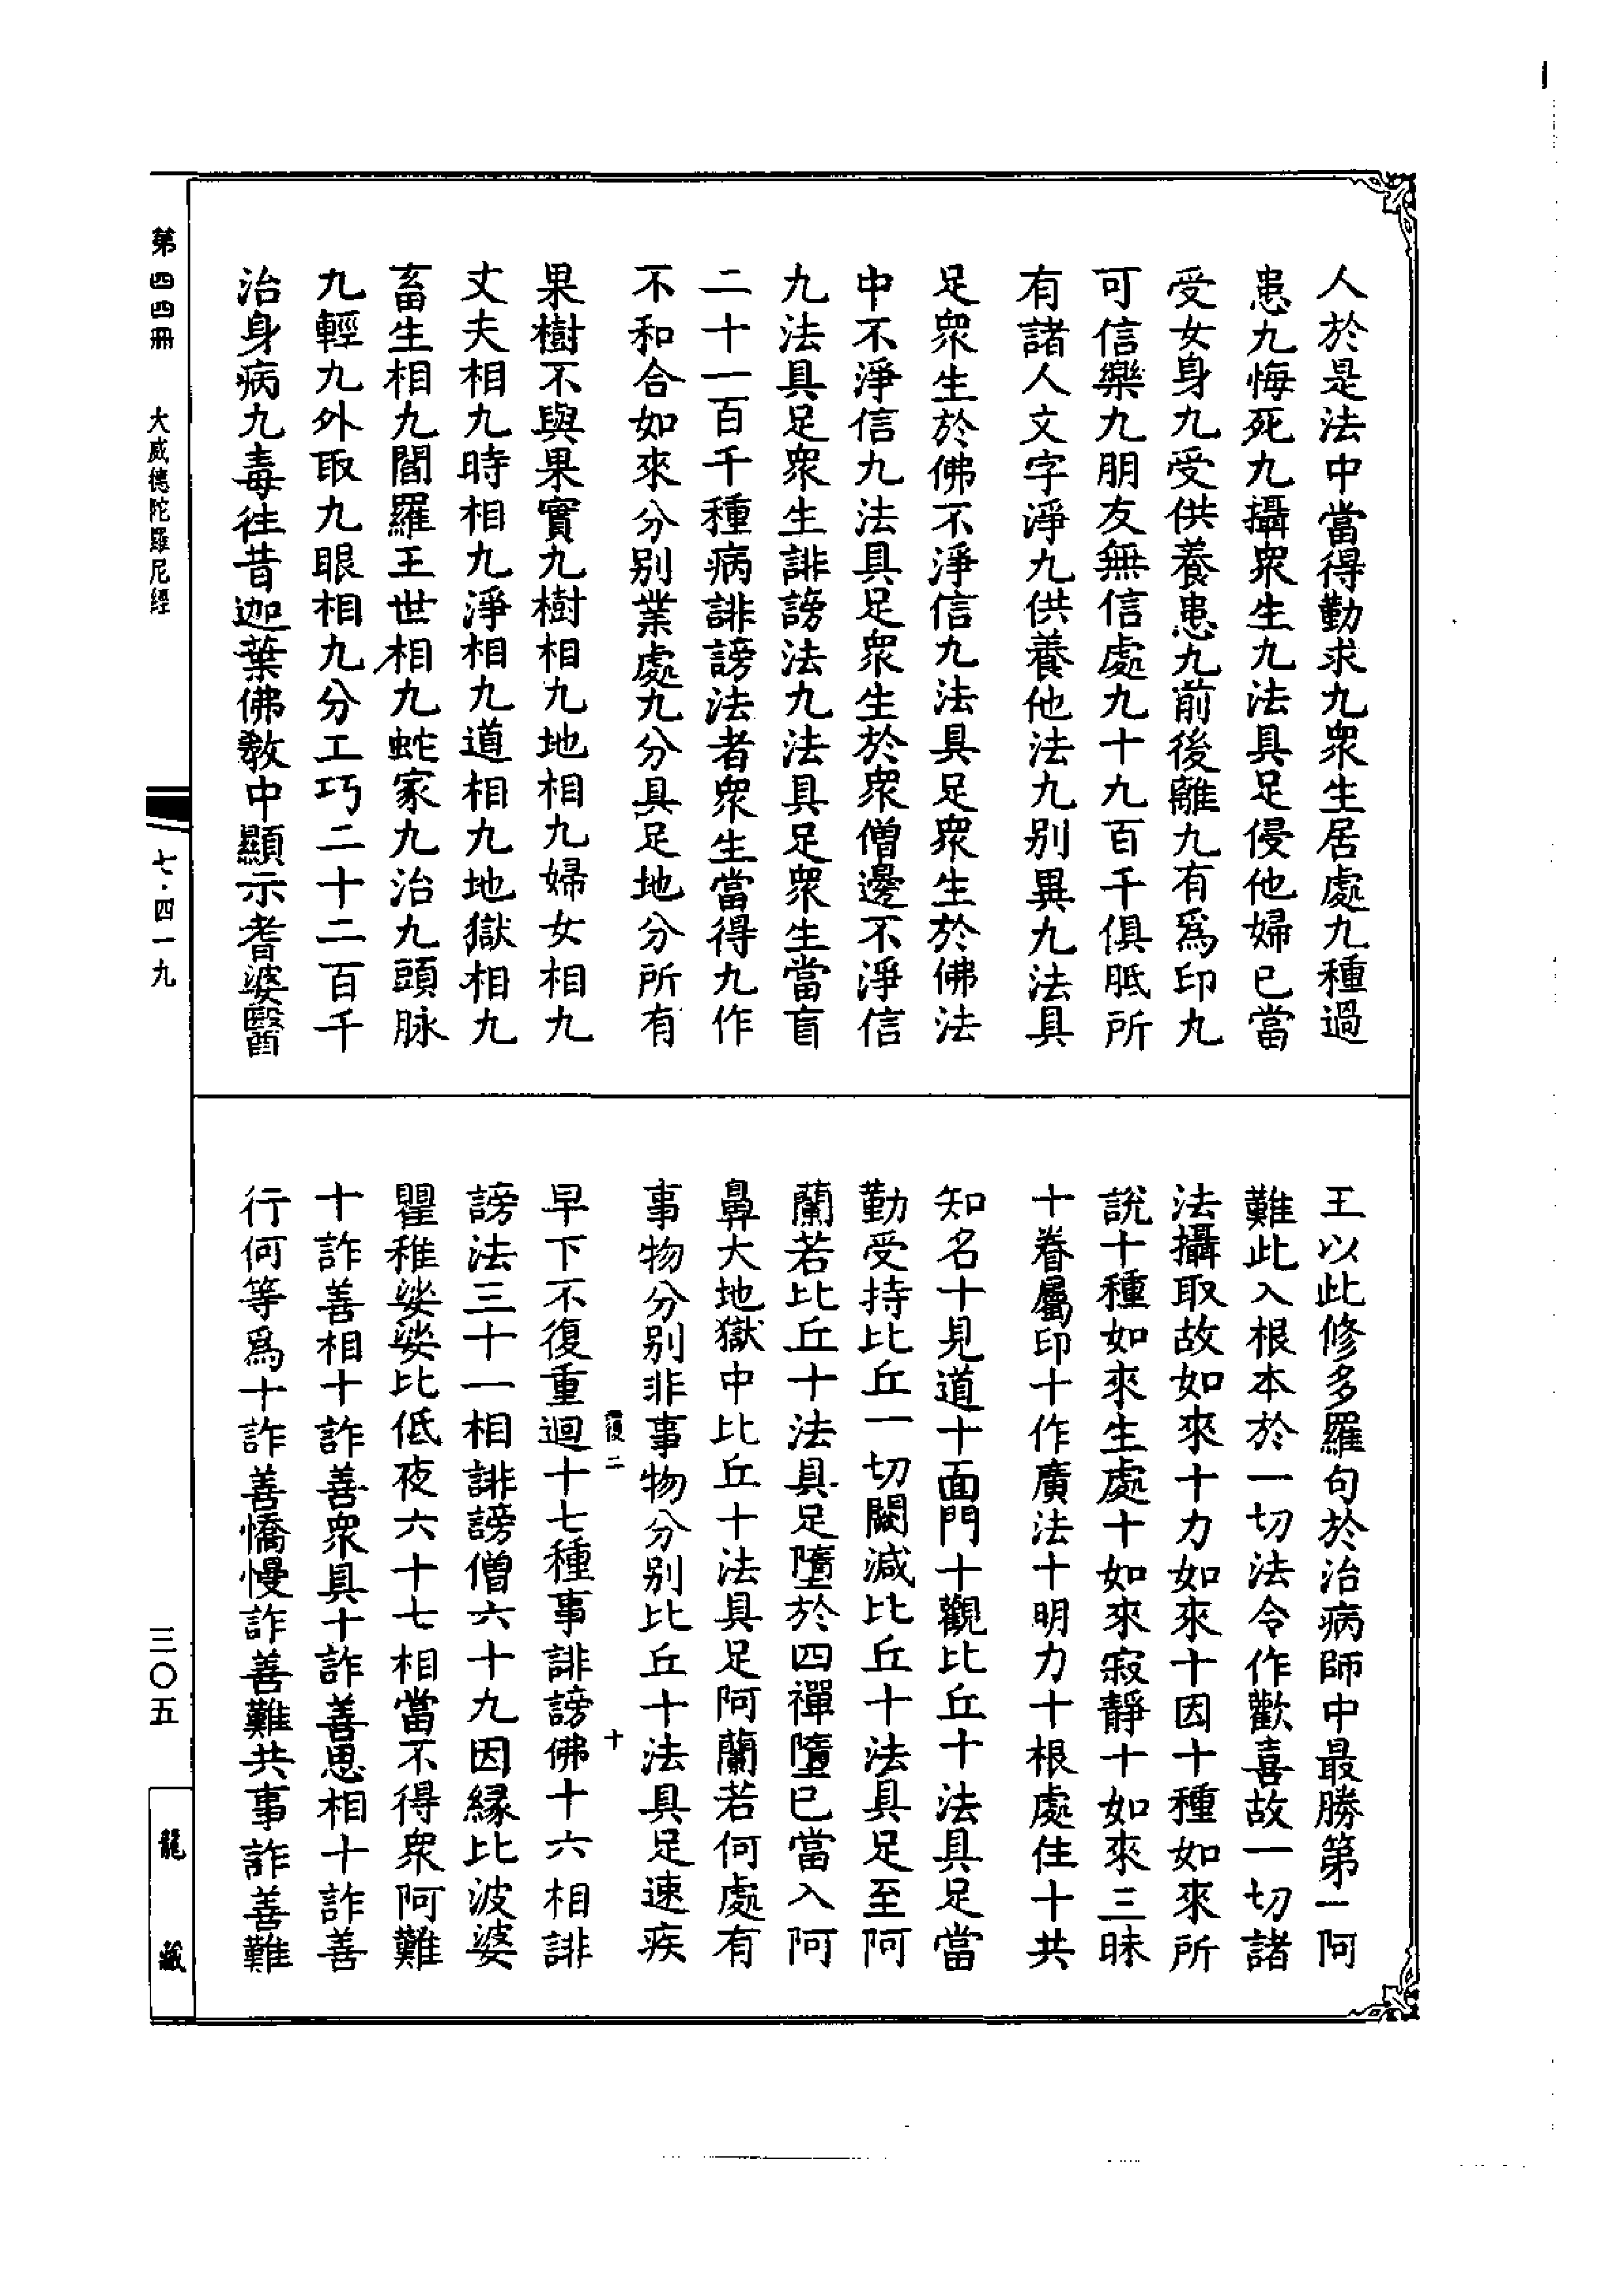 人於是法中當得勤求九衆生居處九種過
患九悔死九攝衆生九法具足侵他婦已當
受女身九受供養患九前後離九有爲印九
可信樂九朋友無信處九十九百千俱胝所
有諸人文字淨九供養他法九別異九法具
足衆生於佛不淨信九法具足衆生於佛法
中不淨信九法具足衆生於衆僧邊不淨信
九法具足衆生誹謗法九法具足衆生當盲
二十一百千種病誹謗法者衆生當得九作
不和合如來分別業處九分具足地分所有
果樹不與果實九樹相九地相九婦女相九
丈夫相九時相九淨相九道相九地獄相九
畜生相九閻羅王世相九蛇家九治九頭脉
九輕九外取九眼相九分工巧二十二百千
治身病九毒往昔迦葉佛教中顯示耆婆醫
王以此修多羅句於治病師中最勝第一阿
難此入根本於一切法令作歡喜故一切諸
法攝取故如來十力如來十因十種如來所
說十種如來生處十如來寂靜十如來三昧
十眷屬印十作廣法十明力十根處住十共
知名十見道十面門十觀比丘十法具足當
勤受持比丘一切闕減比丘十法具足至阿
蘭若比丘十法具足墮於四禪墮已當入阿
鼻大地獄中比丘十法具足阿蘭若何處有
事物分別非事物分別比丘十法具足速疾
復二 十
早下不復重迴十七種事誹謗佛十六相誹
謗法三十一相誹謗僧六十九因緣比波婆
瞿稚娑娑比低夜六十七相當不得衆阿難
十詐善相十詐善衆具十詐善思相十詐善
行何等爲十詐善憍慢詐善難共事詐善難
第四四冊 大威德陀羅尼經
七·四一九
三〇五
龍藏